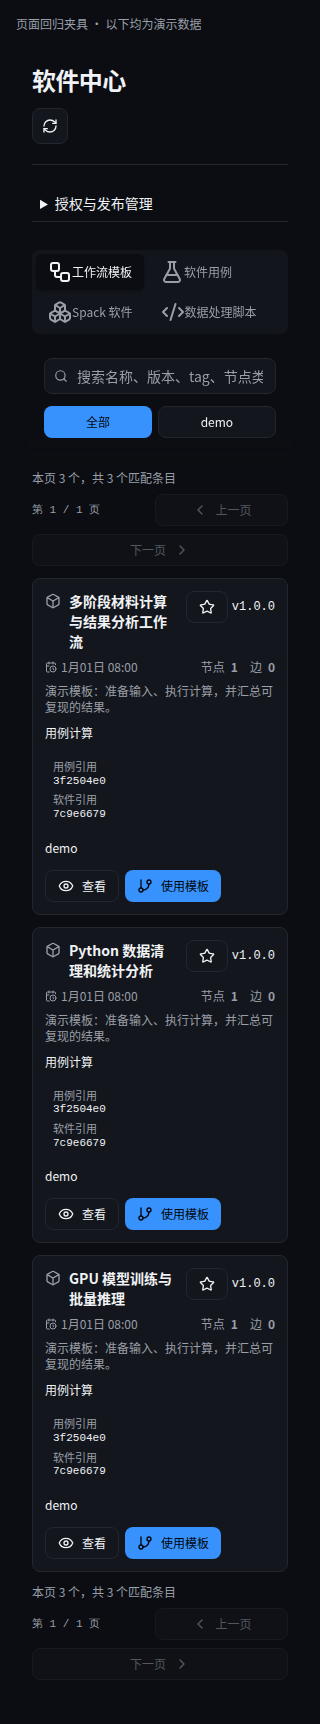 页面回归夹具 · 以下均为演示数据
软件中心
授权与发布管理
工作流模板
软件用例
Spack 软件
数据处理脚本
搜索名称、版本、tag、节点类
全部
demo
本页 3 个，共 3 个匹配条目
第 1 / 1 页
上一页
下一页
多阶段材料计算
与结果分析工作
流
v1.0.0
1月01日 08:00 节点 1 边 0
演示模板：准备输入、执行计算，并汇总可
复现的结果。
用例计算
用例引用
3f2504e0
软件引用
7c9e6679
demo
查看
使用模板
Python 数据清
理和统计分析
v1.0.0
1月01日 08:00 节点 1 边 0
演示模板：准备输入、执行计算，并汇总可
复现的结果。
用例计算
用例引用
3f2504e0
软件引用
7c9e6679
demo
查看
使用模板
GPU 模型训练与
批量推理
v1.0.0
1月01日 08:00 节点 1 边 0
演示模板：准备输入、执行计算，并汇总可
复现的结果。
用例计算
用例引用
3f2504e0
软件引用
7c9e6679
demo
查看
使用模板
本页 3 个，共 3 个匹配条目
第 1 / 1 页
上一页
下一页